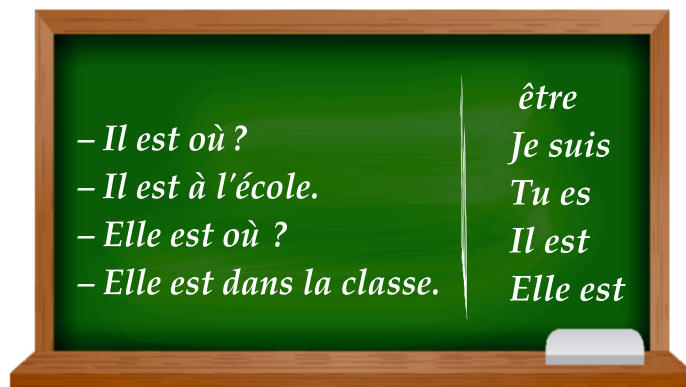 – Il est où ?
– Il est à l'école.
– Elle est où ?
– Elle est dans la classe.
être
Je suis
Tu es
Il est
Elle est